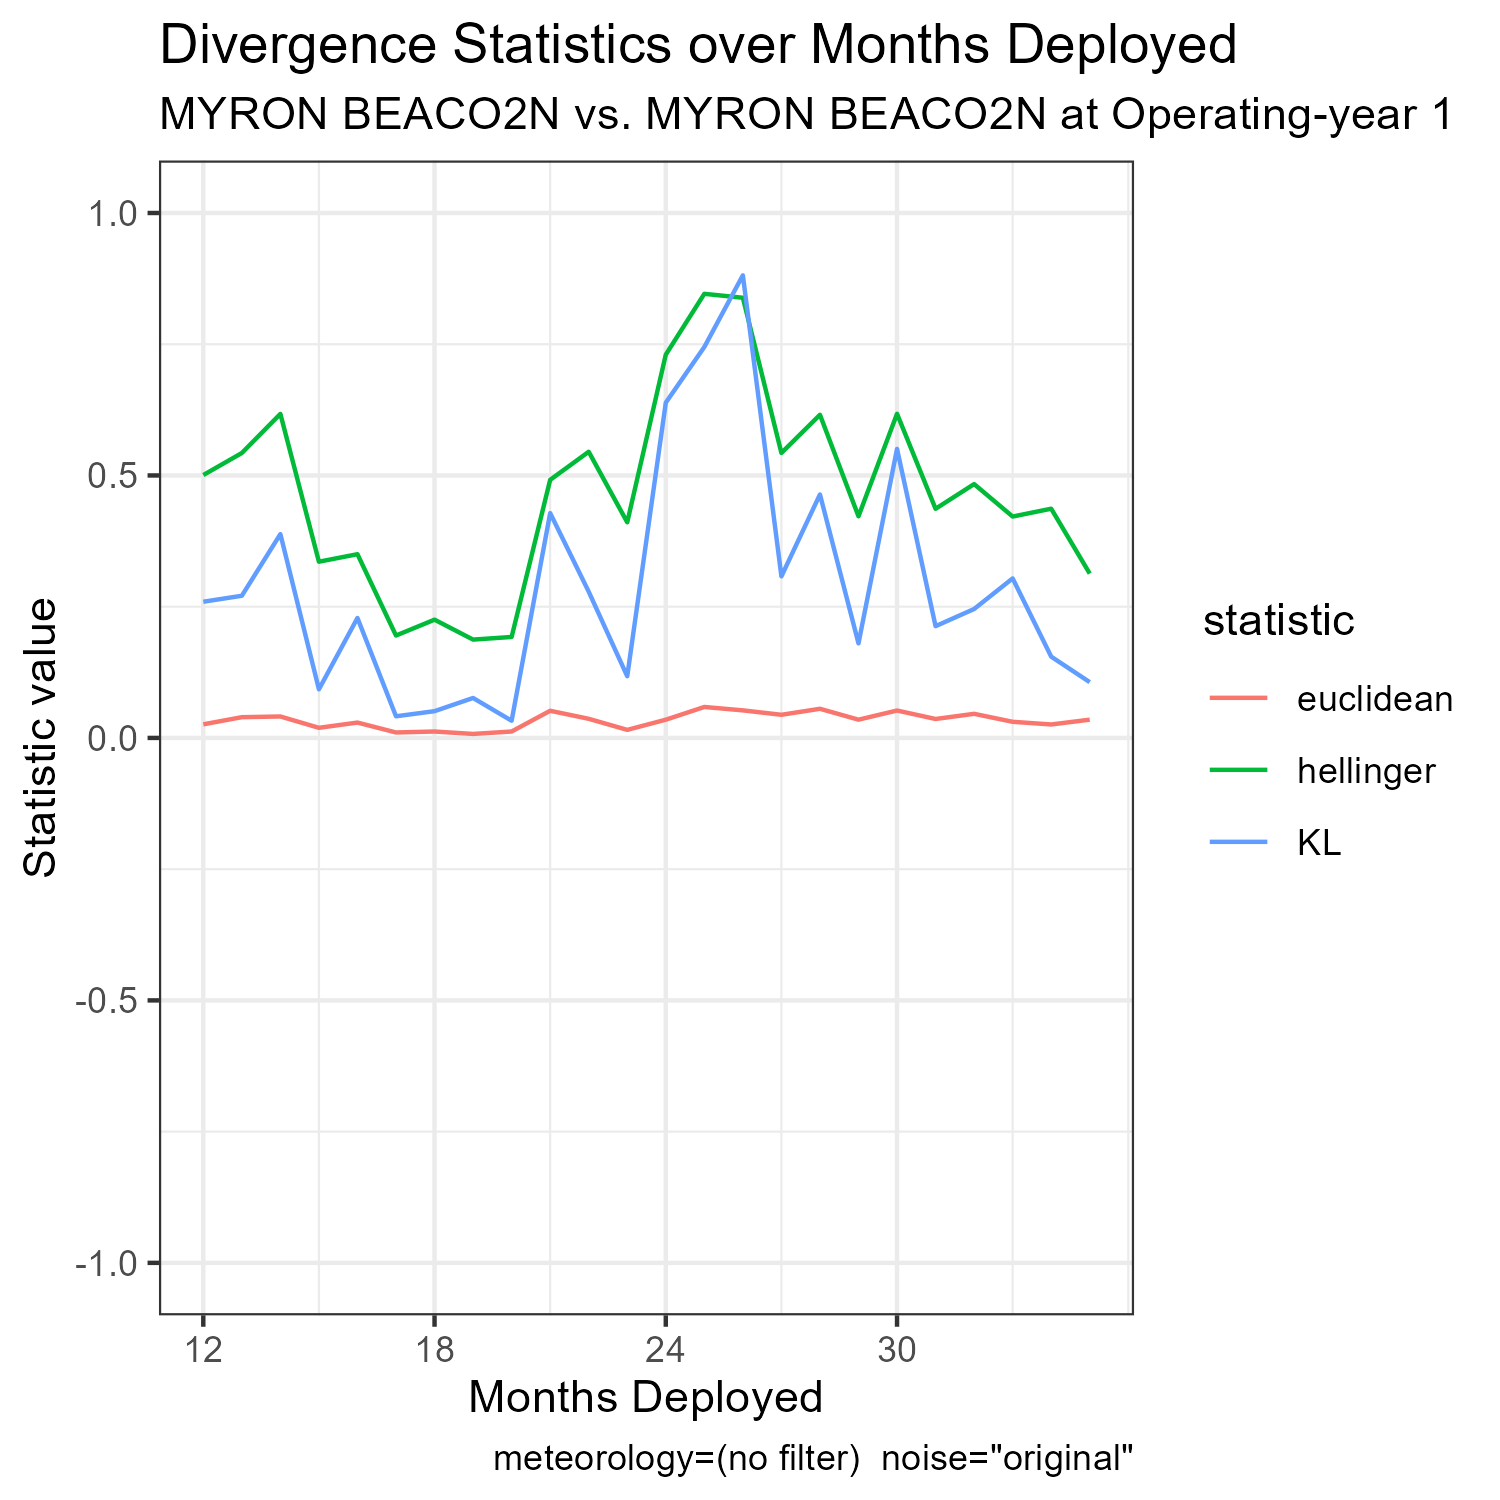 Divergence Statistics over Months Deployed
MYRON BEACO2N vs. MYRON BEACO2N at Operating-year 1
1.0
0.5
0.0
-0.5
-1.0
Statistic value
12 18 24 30
Months Deployed
statistic
euclidean
hellinger
KL
meteorology=(no filter)  noise="original"